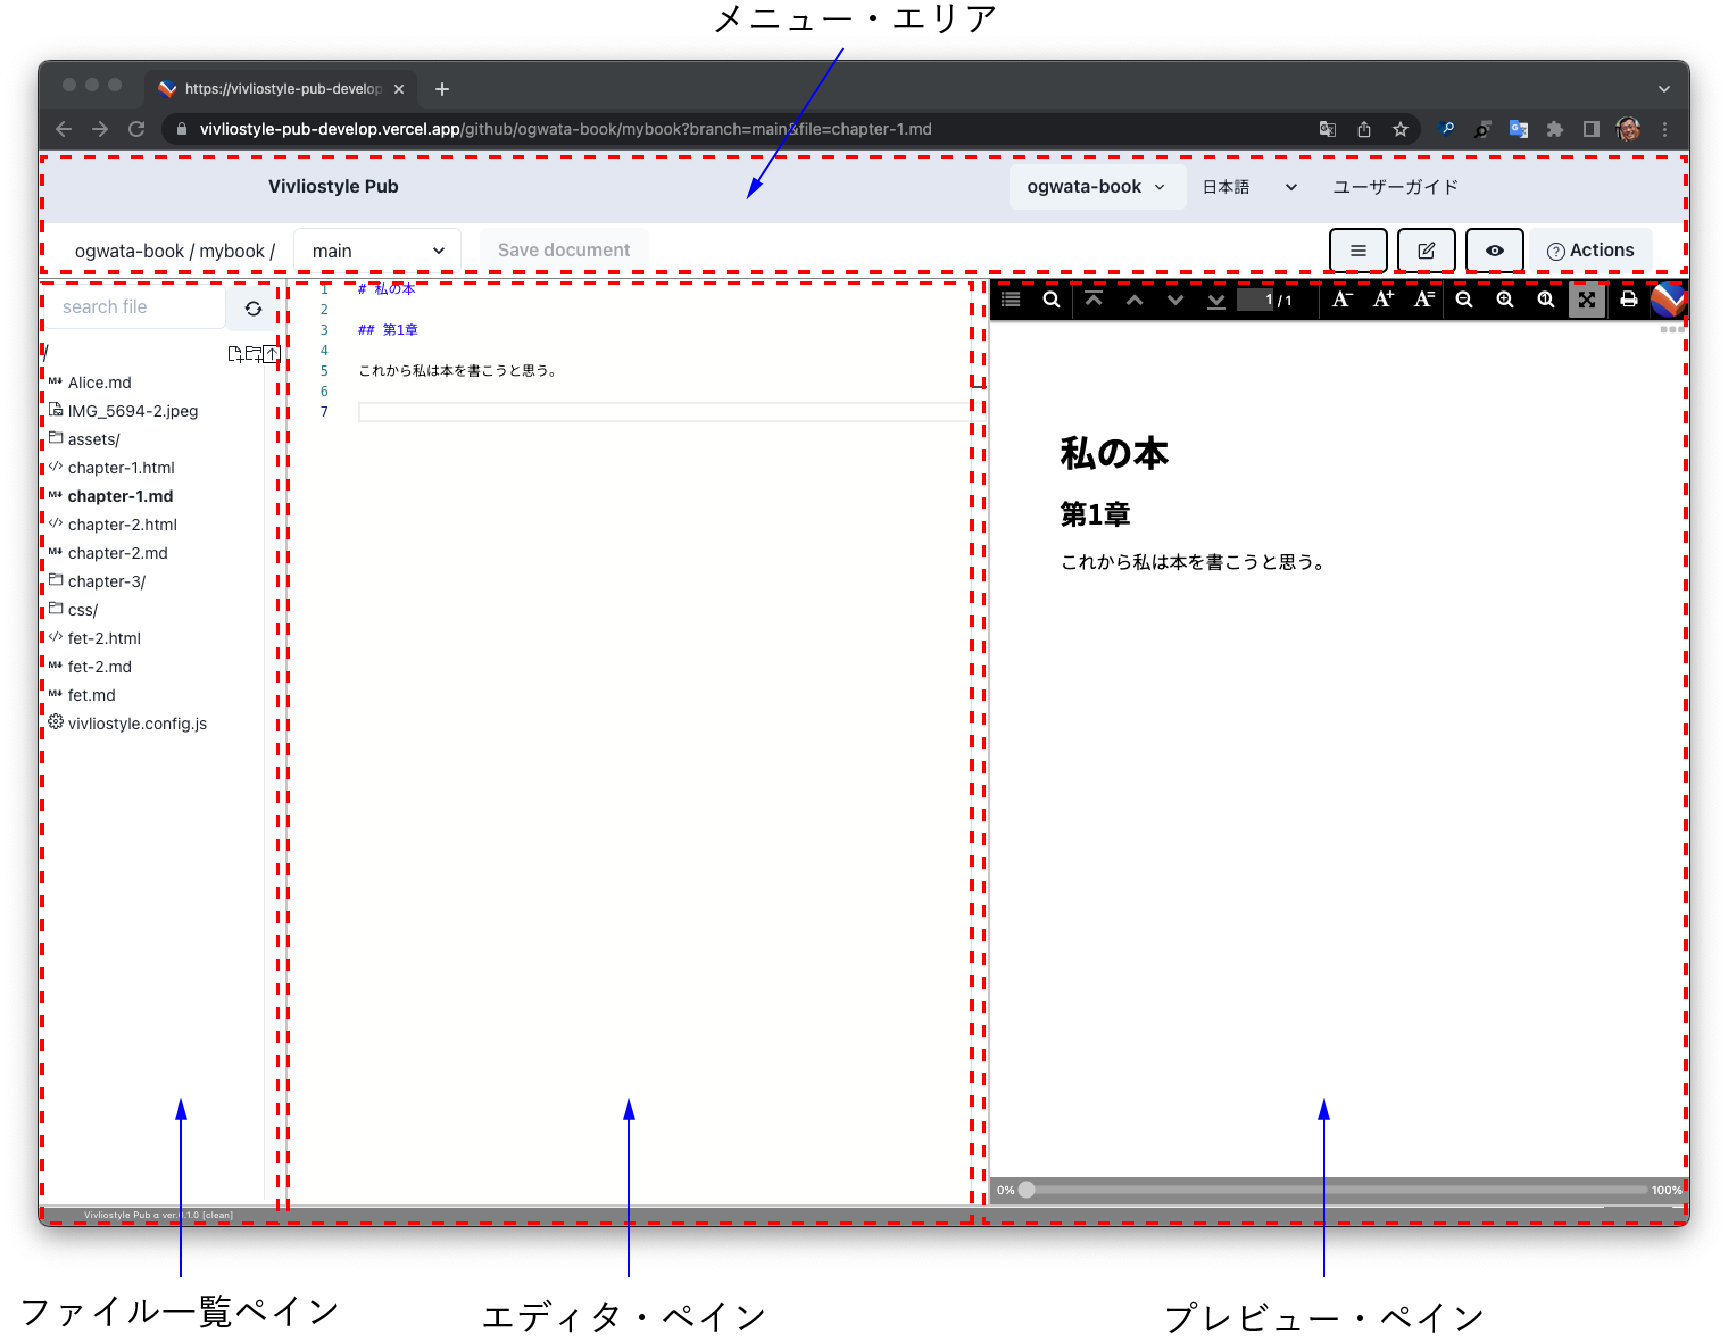 メニュー・エリア
https://vivliostyle-pub-develop
vivliostyle-pub-develop.vercel.app/github/ogwata-book/mybook?branch=main&file=chapter-1.md
Vivliostyle Pub
ogwata-book
日本語
ユーザーガイド
ogwata-book / mybook /
main
Save document
Actions
search file
/
Alice.md
IMG_5694-2.jpeg
assets/
chapter-1.html
chapter-1.md
chapter-2.html
chapter-2.md
chapter-3/
css/
fet-2.html
fet-2.md
fet.md
vivliostyle.config.js
1 # 私の本
2
3 ## 第1章
4
5 これから私は本を書こうと思う。
6
7
1 / 1
私の本
第1章
これから私は本を書こうと思う。
0%
100%
Vivliostyle Pub α ver.0.1.0 [clean]
ファイル一覧ペイン
エディタ・ペイン
プレビュー・ペイン